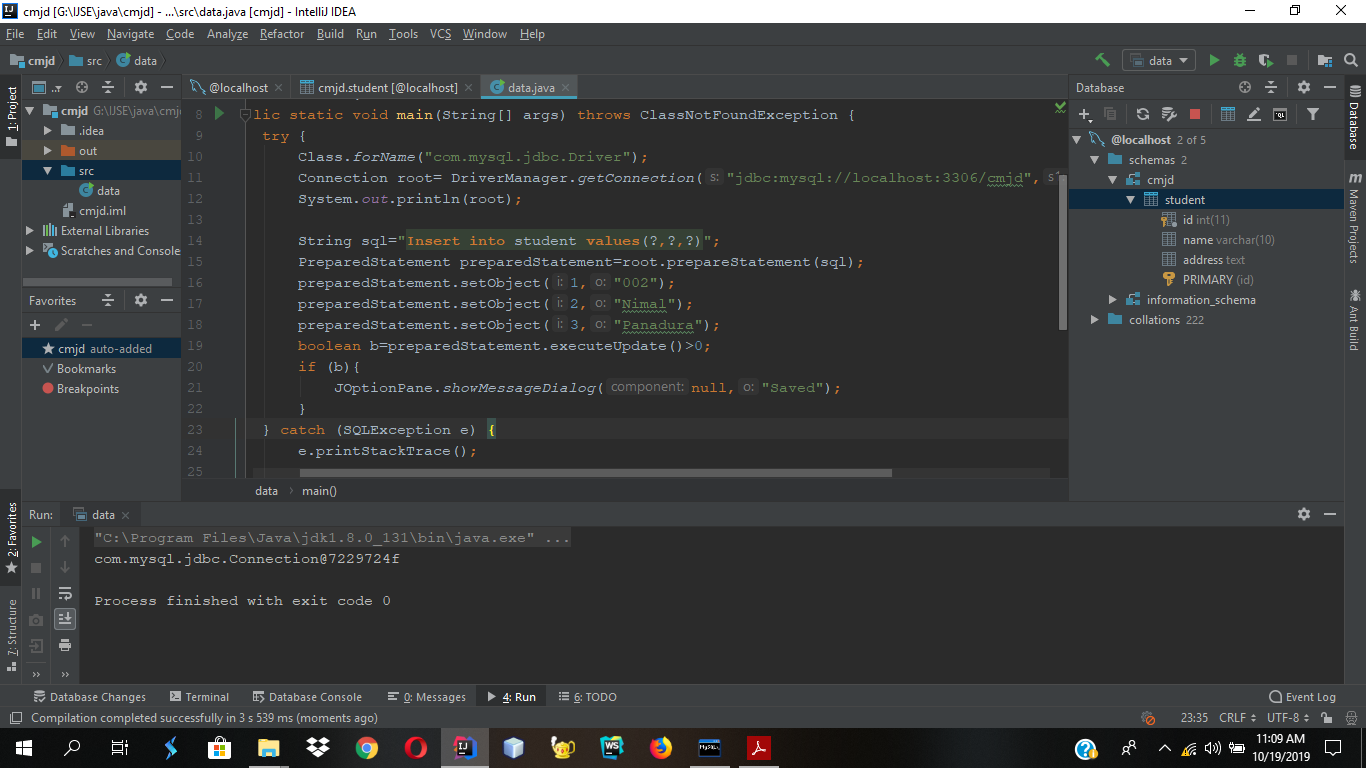 cmjd [G:\IJSE\java\cmjd] - ...\src\data.java [cmjd] - IntelliJ IDEA
File Edit View Navigate Code Analyze Refactor Build Run Tools VCS Window Help
cmjd src data
data
1: Project
cmjd G:\IJSE\java\cmj
.idea
out
src
data
cmjd.iml
External Libraries
Scratches and Console
Favorites
cmjd auto-added
Bookmarks
Breakpoints
2: Favorites
7: Structure
@localhost cmjd.student [@localhost] data.java
8 lic static void main(String[] args) throws ClassNotFoundException {
9 try {
10 Class.forName("com.mysql.jdbc.Driver");
11 Connection root= DriverManager.getConnection( s: "jdbc:mysql://localhost:3306/cmjd",
12 System.out.println(root);
13
14 String sql="Insert into student values(?,?,?)";
15 PreparedStatement preparedStatement=root.prepareStatement(sql);
16 preparedStatement.setObject( i: 1, o: "002");
17 preparedStatement.setObject( i: 2, o: "Nimal");
18 preparedStatement.setObject( i: 3, o: "Panadura");
19 boolean b=preparedStatement.executeUpdate()>0;
20 if (b){
21 JOptionPane.showMessageDialog( component: null, o: "Saved");
22 }
23 } catch (SQLException e) {
24 e.printStackTrace();
25
data main()
Database
@localhost 2 of 5
schemas 2
cmjd
student
id int(11)
name varchar(10)
address text
PRIMARY (id)
information_schema
collations 222
Database
Maven Projects
Ant Build
Run: data
"C:\Program Files\Java\jdk1.8.0_131\bin\java.exe" ...
com.mysql.jdbc.Connection@7229724f
Process finished with exit code 0
Database Changes Terminal Database Console 0: Messages 4: Run 6: TODO Event Log
Compilation completed successfully in 3 s 539 ms (moments ago) 23:35 CRLF UTF-8
11:09 AM
10/19/2019